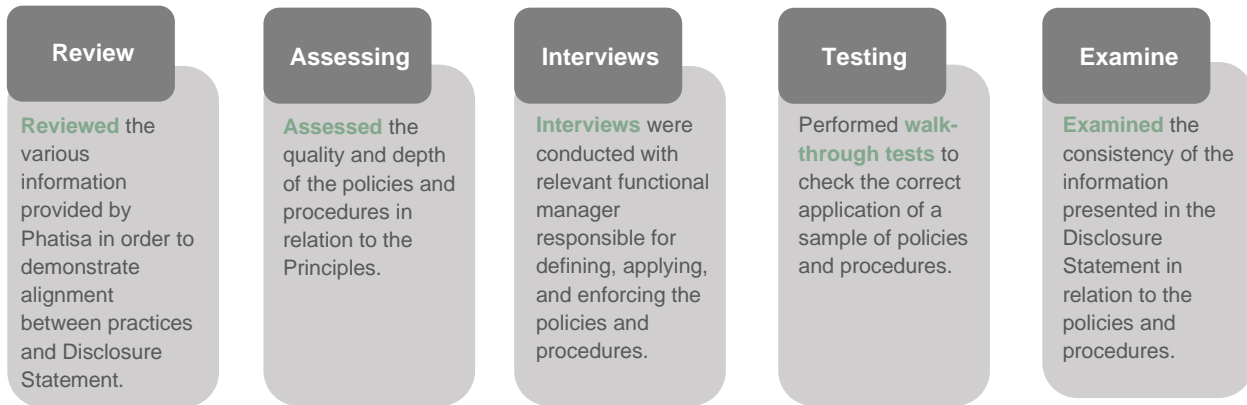 Review
Reviewed the
various
information
provided by
Phatisa in order to
demonstrate
alignment
between practices
and Disclosure
Statement.
Assessing
Assessed the
quality and depth
of the policies and
procedures in
relation to the
Principles.
Interviews
Interviews were
conducted with
relevant functional
manager
responsible for
defining, applying,
and enforcing the
policies and
procedures.
Testing
Performed walk-
through tests to
check the correct
application of a
sample of policies
and procedures.
Examine
Examined the
consistency of the
information
presented in the
Disclosure
Statement in
relation to the
policies and
procedures.